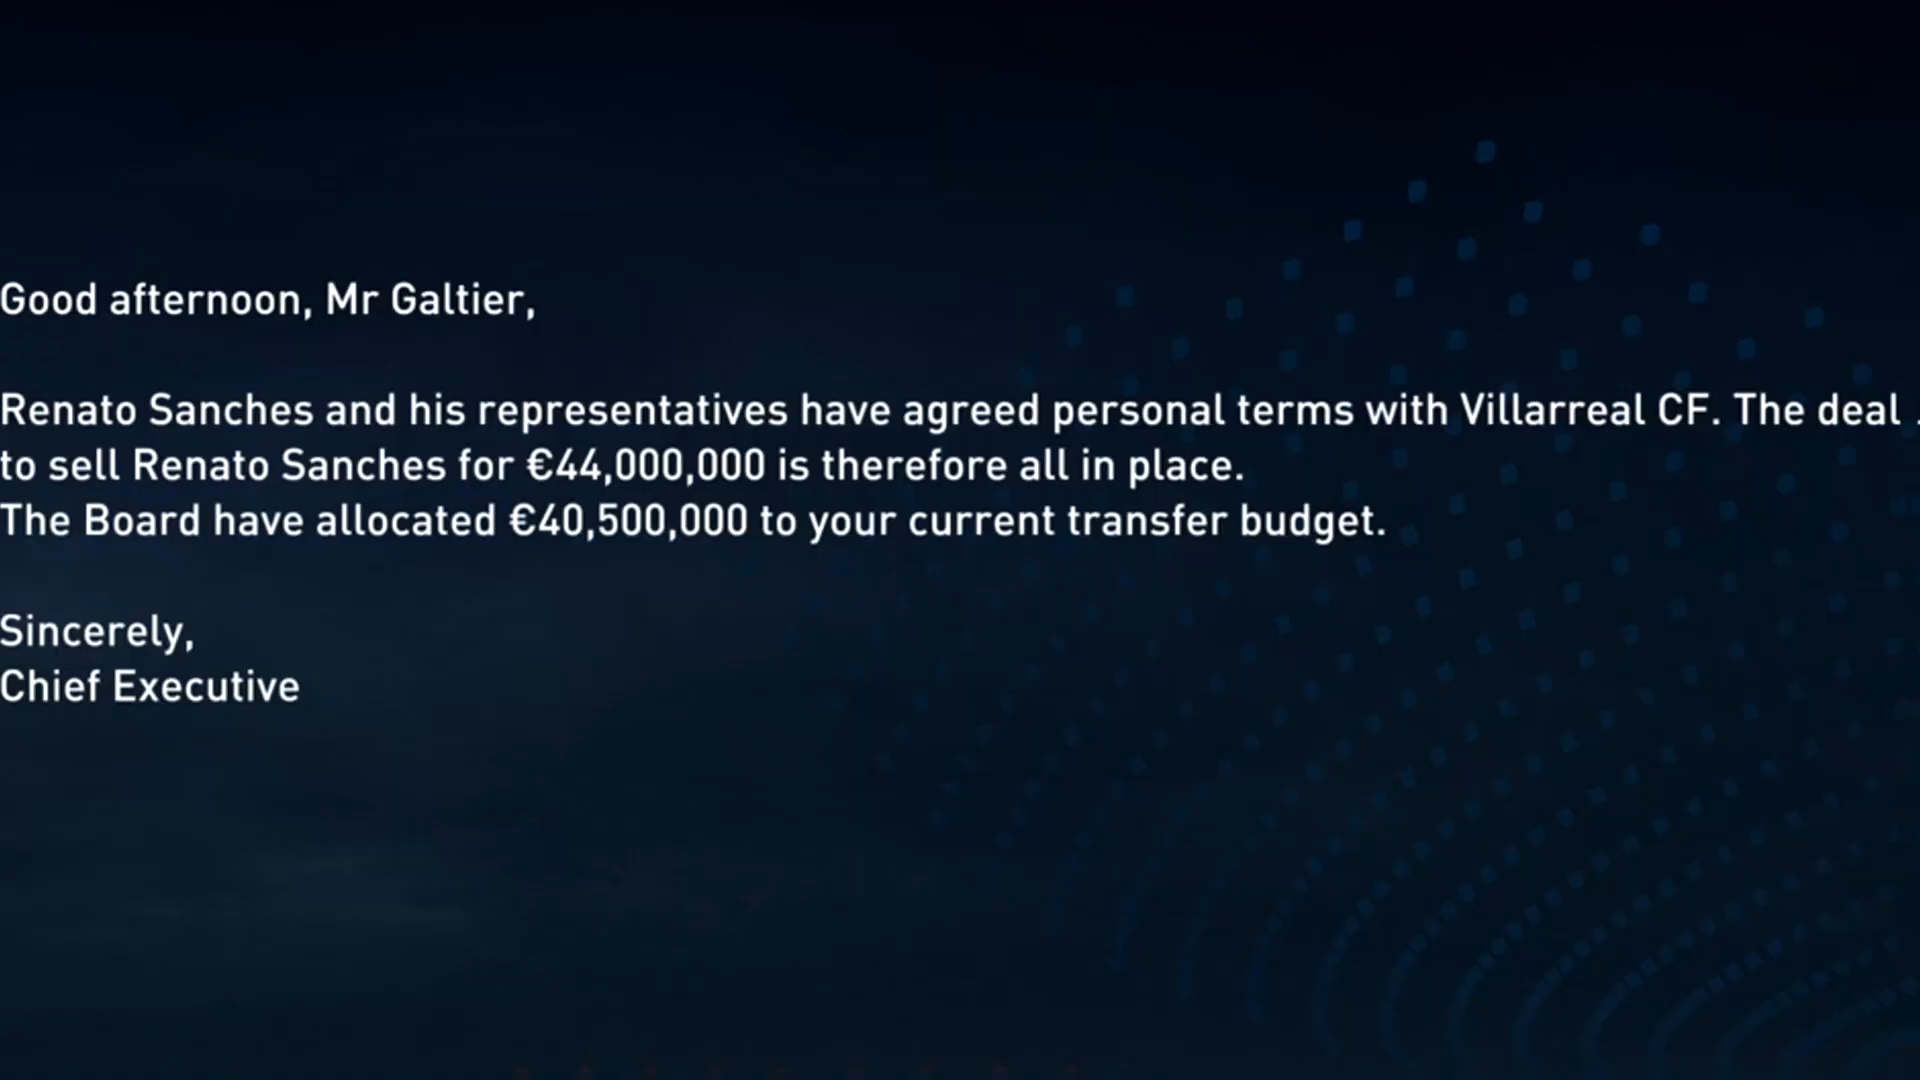 Good afternoon, Mr Galtier,
Renato Sanches and his representatives have agreed personal terms with Villarreal CF. The deal
to sell Renato Sanches for €44,000,000 is therefore all in place.
The Board have allocated €40,500,000 to your current transfer budget.
Sincerely,
Chief Executive